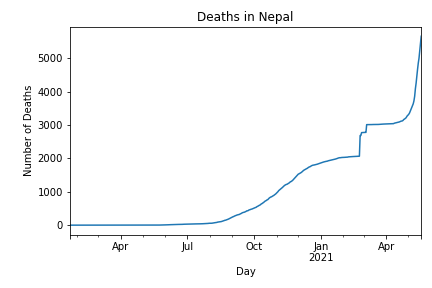 Deaths in Nepal
Number of Deaths
5000
4000
3000
2000
1000
0
Apr
Jul
Oct
Jan
2021
Apr
Day